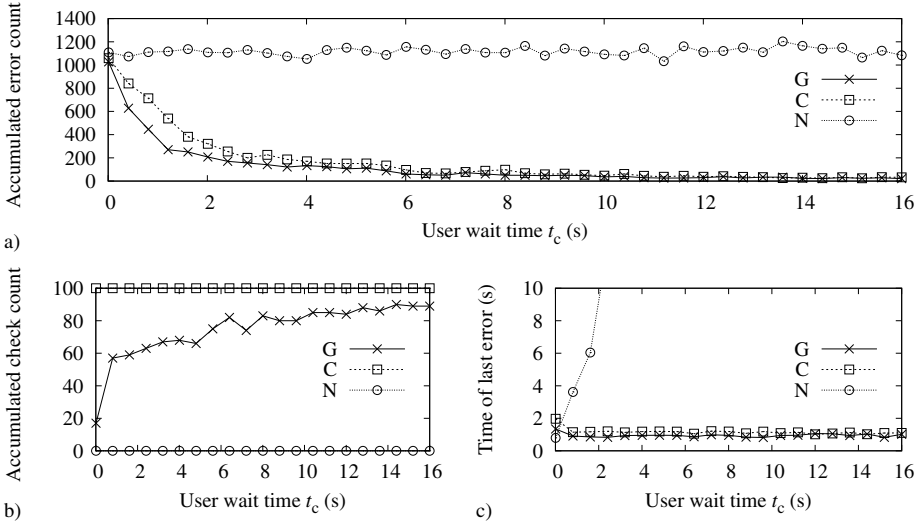 1400
1200
1000
800
600
400
200
0
Accumulated error count
G
C
N
0 2 4 6 8 10 12 14 16
User wait time tc (s)
a)
100
80
60
40
20
0
Accumulated check count
G
C
N
0 2 4 6 8 10 12 14 16
User wait time tc (s)
b)
10
8
6
4
2
0
Time of last error (s)
G
C
N
0 2 4 6 8 10 12 14 16
User wait time tc (s)
c)